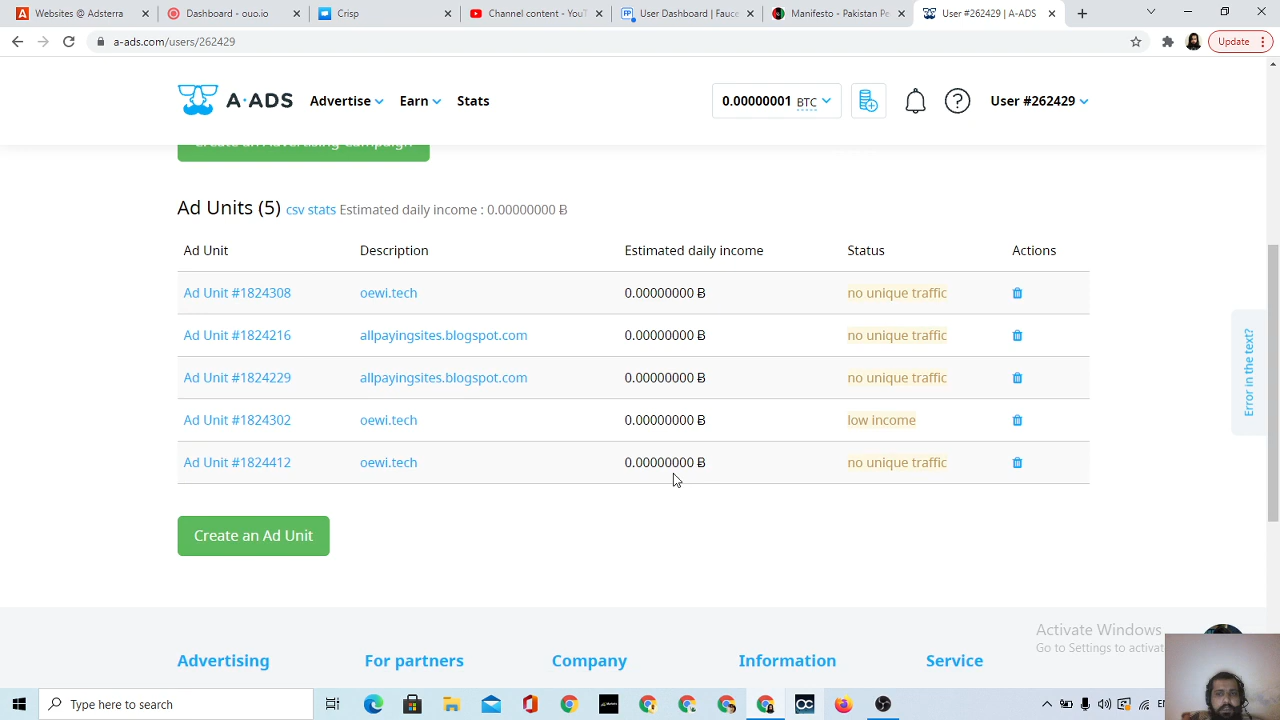 Websites @ Adsterra
Dashboard - ouo.io
Crisp
Channel content - YouT
User Dashboard | Fauce
Manifesto - Pakistan Po
User #262429 | A-ADS
a-ads.com/users/262429
Update
A-ADS
Advertise
Earn
Stats
0.00000001 BTC
User #262429
Create an Advertising Campaign
Ad Units (5) csv stats Estimated daily income : 0.00000000 Ƀ
Ad Unit Description Estimated daily income Status Actions
Ad Unit #1824308 oewi.tech 0.00000000 Ƀ no unique traffic
Ad Unit #1824216 allpayingsites.blogspot.com 0.00000000 Ƀ no unique traffic
Ad Unit #1824229 allpayingsites.blogspot.com 0.00000000 Ƀ no unique traffic
Ad Unit #1824302 oewi.tech 0.00000000 Ƀ low income
Ad Unit #1824412 oewi.tech 0.00000000 Ƀ no unique traffic
Error in the text?
Create an Ad Unit
Activate Windows
Go to Settings to activat
Advertising
For partners
Company
Information
Service
Type here to search